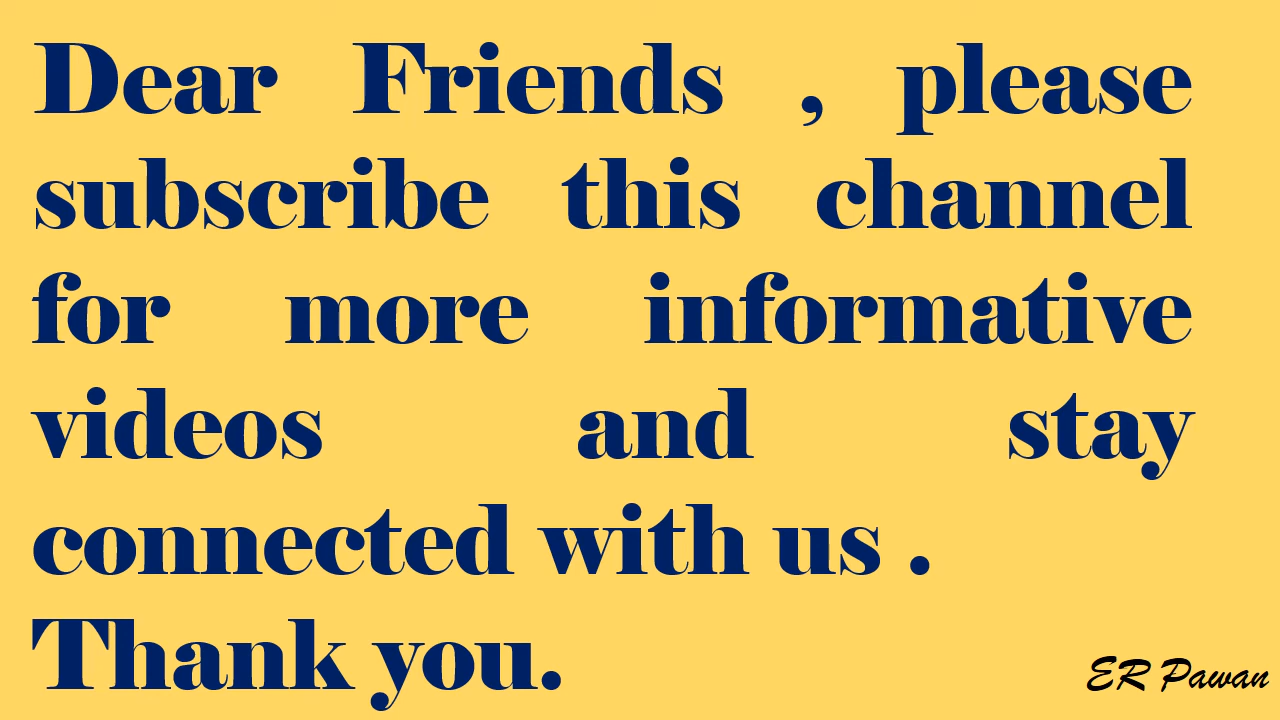 Dear Friends , please
subscribe this channel
for more informative
videos and stay
connected with us .
Thank you.
ER Pawan